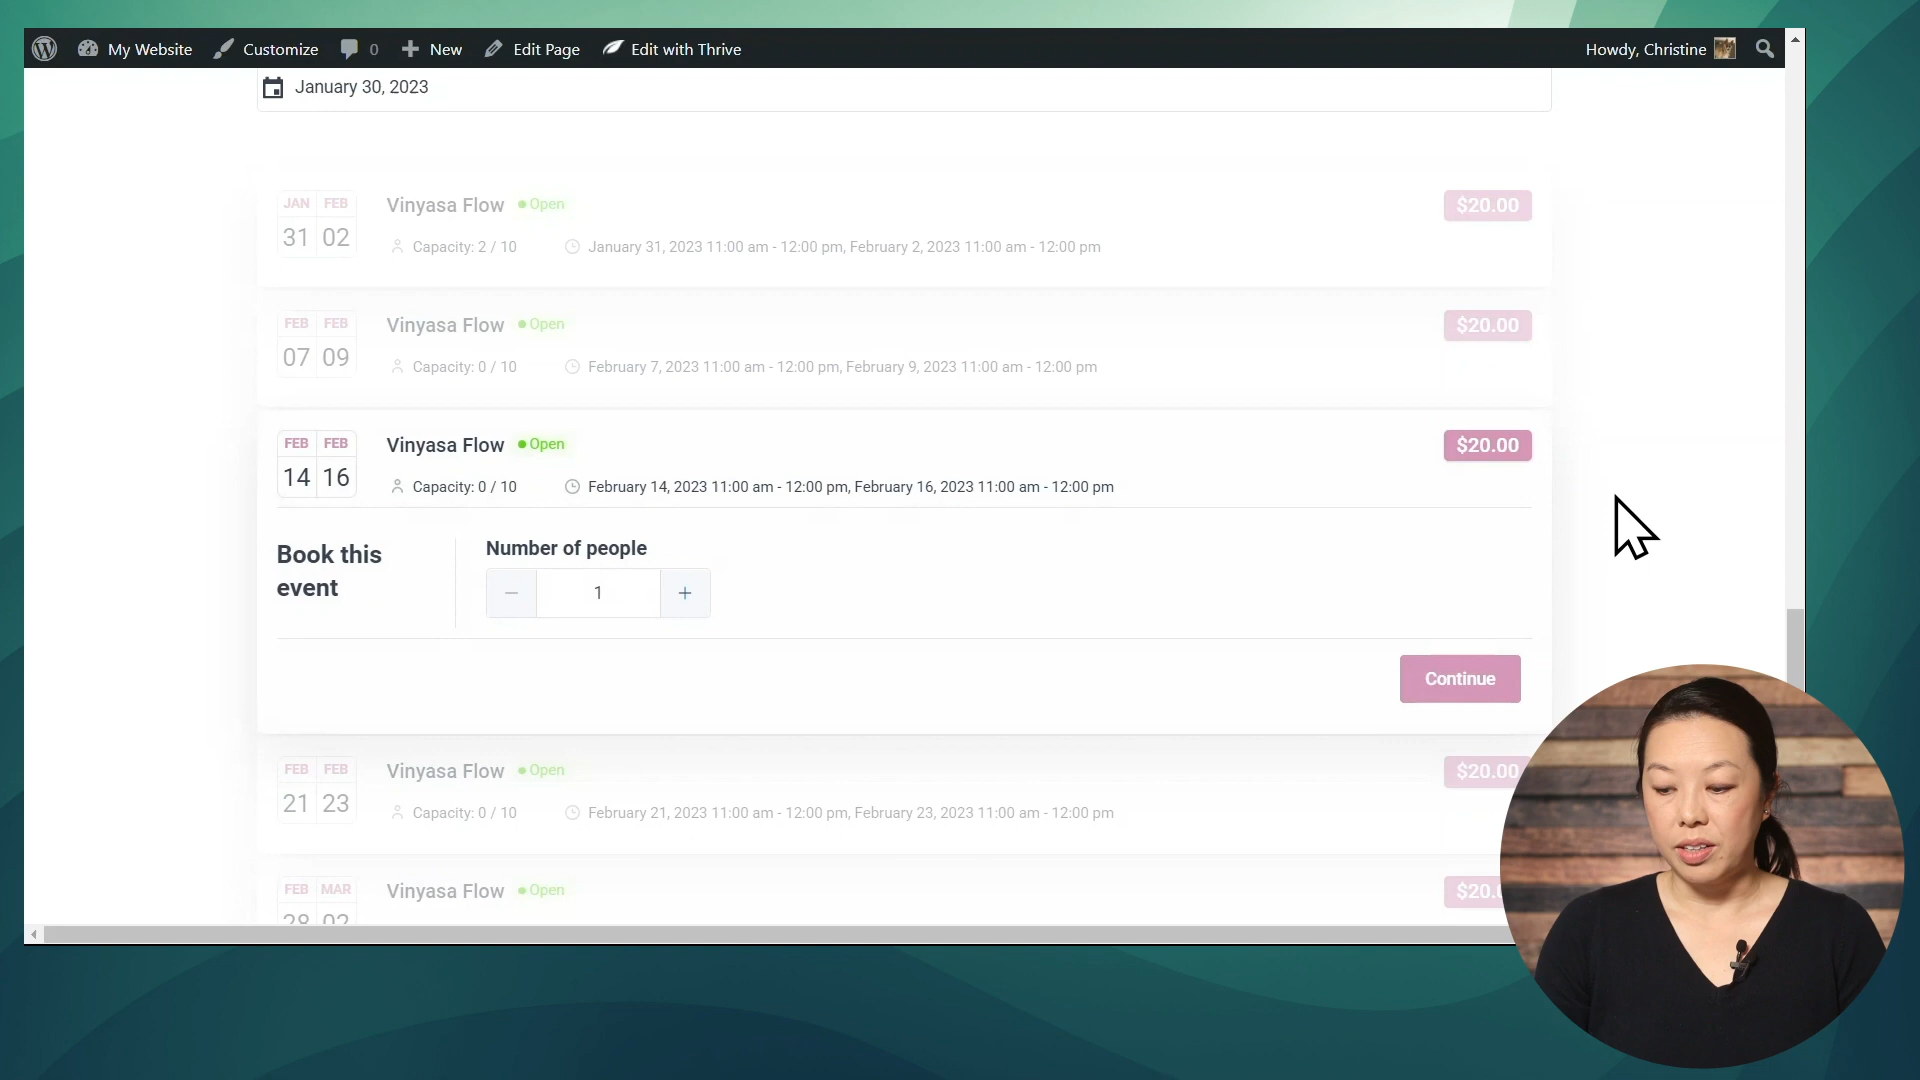 My Website Customize 0 New Edit Page Edit with Thrive Howdy, Christine
January 30, 2023
JAN FEB Vinyasa Flow Open $20.00
31 02 Capacity: 2 / 10 January 31, 2023 11:00 am - 12:00 pm, February 2, 2023 11:00 am - 12:00 pm
FEB FEB Vinyasa Flow Open $20.00
07 09 Capacity: 0 / 10 February 7, 2023 11:00 am - 12:00 pm, February 9, 2023 11:00 am - 12:00 pm
FEB FEB Vinyasa Flow Open $20.00
14 16 Capacity: 0 / 10 February 14, 2023 11:00 am - 12:00 pm, February 16, 2023 11:00 am - 12:00 pm
Book this
event
Number of people
1
Continue
FEB FEB Vinyasa Flow Open $20.00
21 23 Capacity: 0 / 10 February 21, 2023 11:00 am - 12:00 pm, February 23, 2023 11:00 am - 12:00 pm
FEB MAR Vinyasa Flow Open $20.
28 02